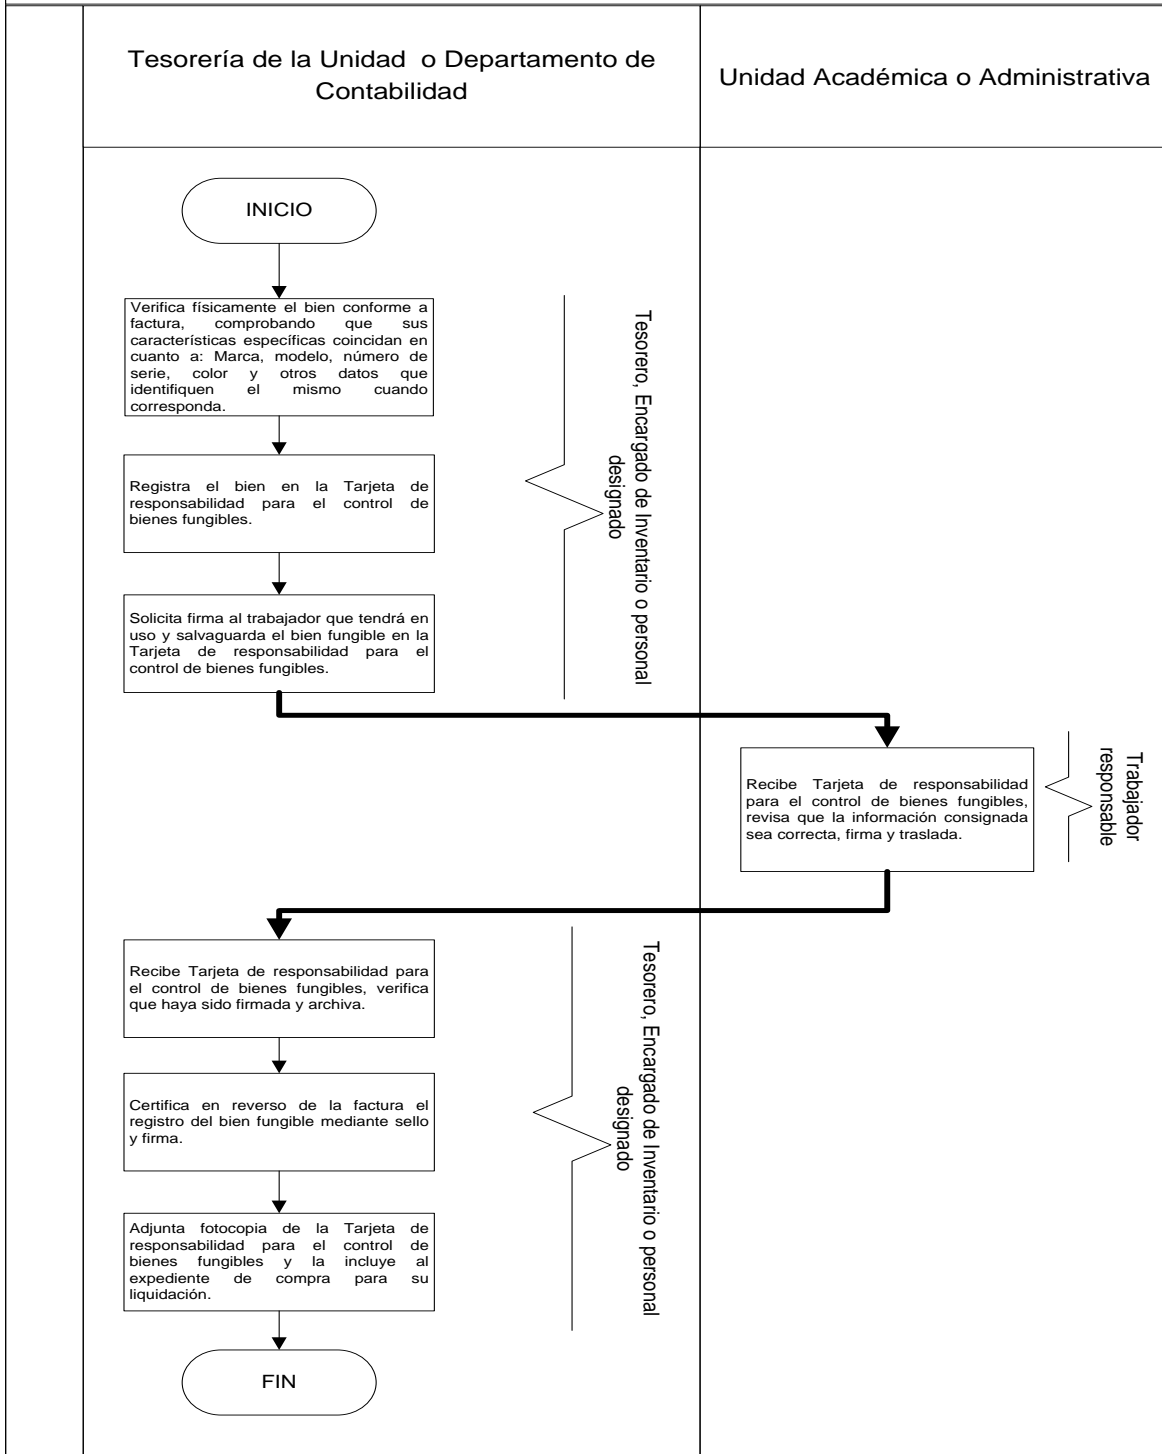 Tesorería de la Unidad o Departamento de
Contabilidad
Unidad Académica o Administrativa
INICIO
Verifica físicamente el bien conforme a
factura, comprobando que sus
características específicas coincidan en
cuanto a: Marca, modelo, número de
serie, color y otros datos que
identifiquen el mismo cuando
corresponda.
Registra el bien en la Tarjeta de
responsabilidad para el control de
bienes fungibles.
Solicita firma al trabajador que tendrá en
uso y salvaguarda el bien fungible en la
Tarjeta de responsabilidad para el
control de bienes fungibles.
Tesorero, Encargado de Inventario o personal
designado
Recibe Tarjeta de responsabilidad
para el control de bienes fungibles,
revisa que la información consignada
sea correcta, firma y traslada.
Trabajador
responsable
Recibe Tarjeta de responsabilidad para
el control de bienes fungibles, verifica
que haya sido firmada y archiva.
Certifica en reverso de la factura el
registro del bien fungible mediante sello
y firma.
Adjunta fotocopia de la Tarjeta de
responsabilidad para el control de
bienes fungibles y la incluye al
expediente de compra para su
liquidación.
Tesorero, Encargado de Inventario o personal
designado
FIN